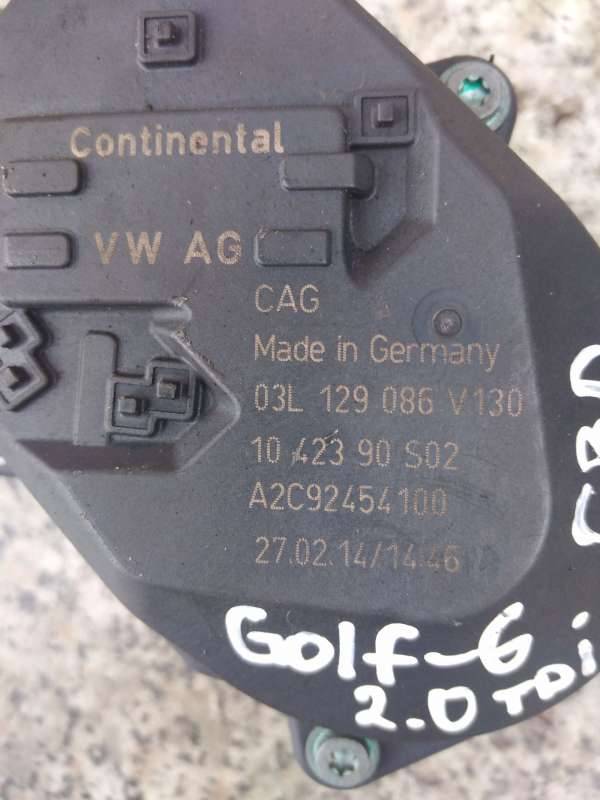 Continental
VW AG
CAG
Made in Germany
03L 129 086 V130
10 423 90 S02
A2C92454100
27.02.14/14:46
Golf-6
2.0 TDi